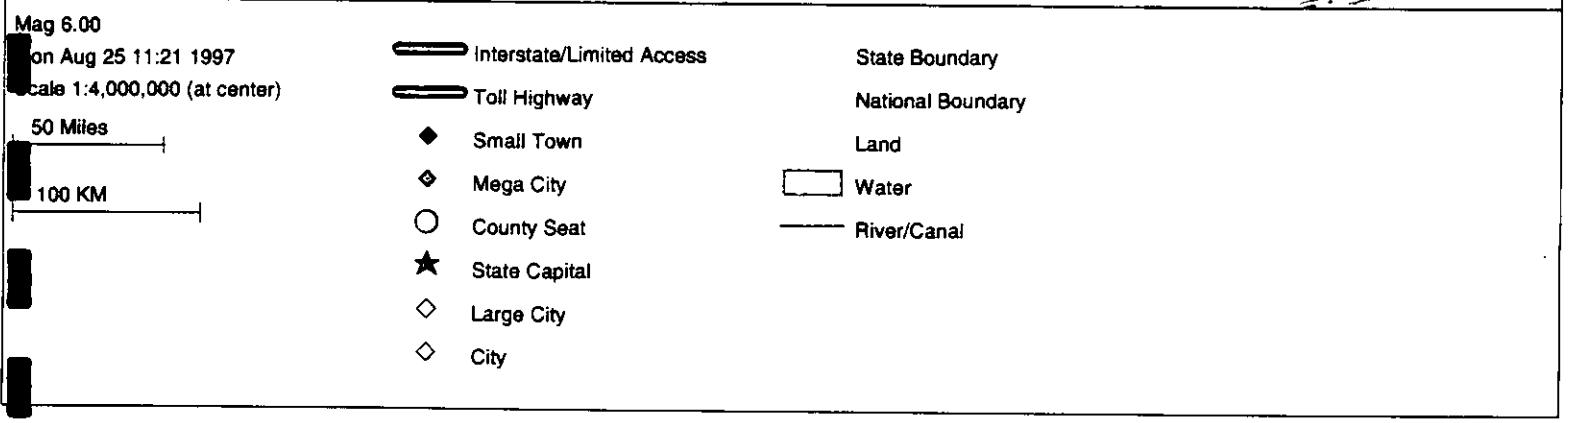 Mag 6.00
on Aug 25 11:21 1997
cale 1:4,000,000 (at center)
50 Miles
100 KM
Interstate/Limited Access
Toll Highway
Small Town
Mega City
County Seat
State Capital
Large City
City
State Boundary
National Boundary
Land
Water
River/Canal